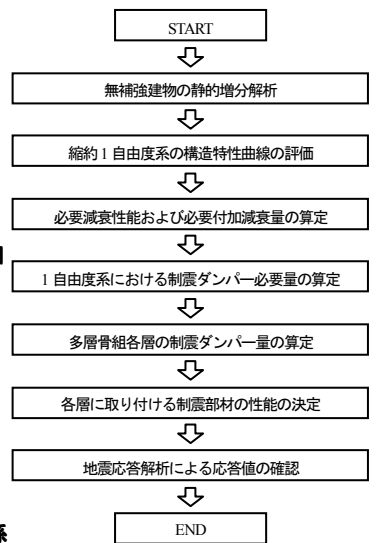 START
無補強建物の静的増分解析
縮約1自由度系の構造特性曲線の評価
必要減衰性能および必要付加減衰量の算定
1自由度系における制震ダンパー必要量の算定
多層骨組各層の制震ダンパー量の算定
各層に取り付ける制震部材の性能の決定
地震応答解析による応答値の確認
END